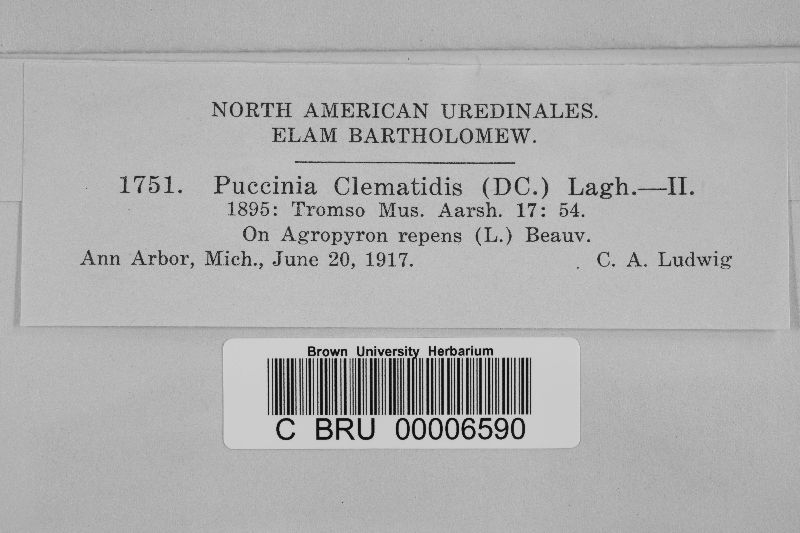 NORTH AMERICAN UREDINALES.
ELAM BARTHOLOMEW.
1751. Puccinia Clematidis (DC.) Lagh.—II.
1895: Tromso Mus. Aarsh. 17: 54.
On Agropyron repens (L.) Beauv.
Ann Arbor, Mich., June 20, 1917. C. A. Ludwig
Brown University Herbarium
C BRU 00006590